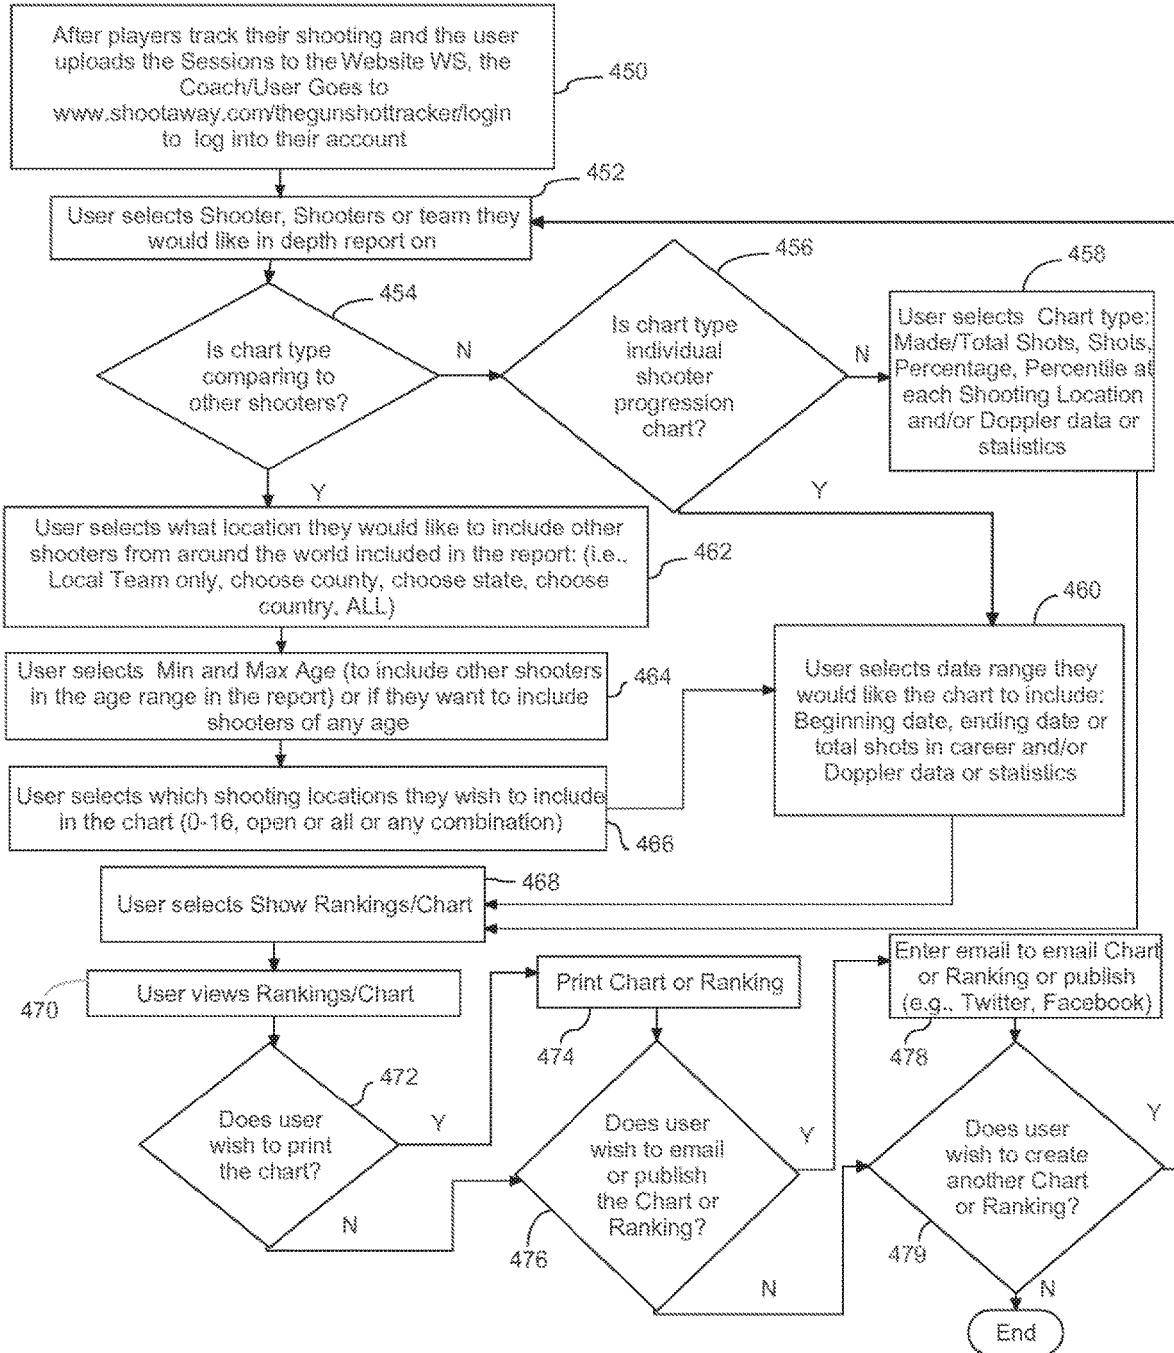 After players track their shooting and the user
uploads the Sessions to the Website WS, the
Coach/User Goes to
www.shootaway.com/thegunshottracker/login
to log into their account
450
452
User selects Shooter, Shooters or team they
would like in depth report on
454
Is chart type
comparing to
other shooters?
N
Y
456
Is chart type
individual
shooter
progression
chart?
N
Y
458
User selects Chart type:
Made/Total Shots, Shots,
Percentage, Percentile at
each Shooting Location
and/or Doppler data or
statistics
User selects what location they would like to include other
shooters from around the world included in the report: (i.e.,
Local Team only, choose county, choose state, choose
country, ALL)
462
460
User selects date range they
would like the chart to include:
Beginning date, ending date or
total shots in career and/or
Doppler data or statistics
User selects Min and Max Age (to include other shooters
in the age range in the report) or if they want to include
shooters of any age
464
User selects which shooting locations they wish to include
in the chart (0-16, open or all or any combination)
466
468
User selects Show Rankings/Chart
470
User views Rankings/Chart
472
Does user
wish to print
the chart?
Y
N
Print Chart or Ranking
474
Does user
wish to email
or publish
the Chart or
Ranking?
476
Y
N
Enter email to email Chart
or Ranking or publish
(e.g., Twitter, Facebook)
478
Does user
wish to create
another Chart
or Ranking?
479
Y
N
End